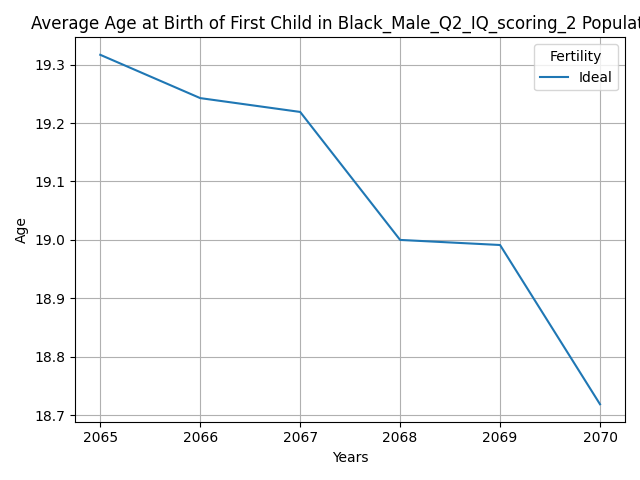 Average Age at Birth of First Child in Black_Male_Q2_IQ_scoring_2
Fertility
Ideal
19.3
19.2
19.1
19.0
18.9
18.8
18.7
Age
2065 2066 2067 2068 2069 2070
Years